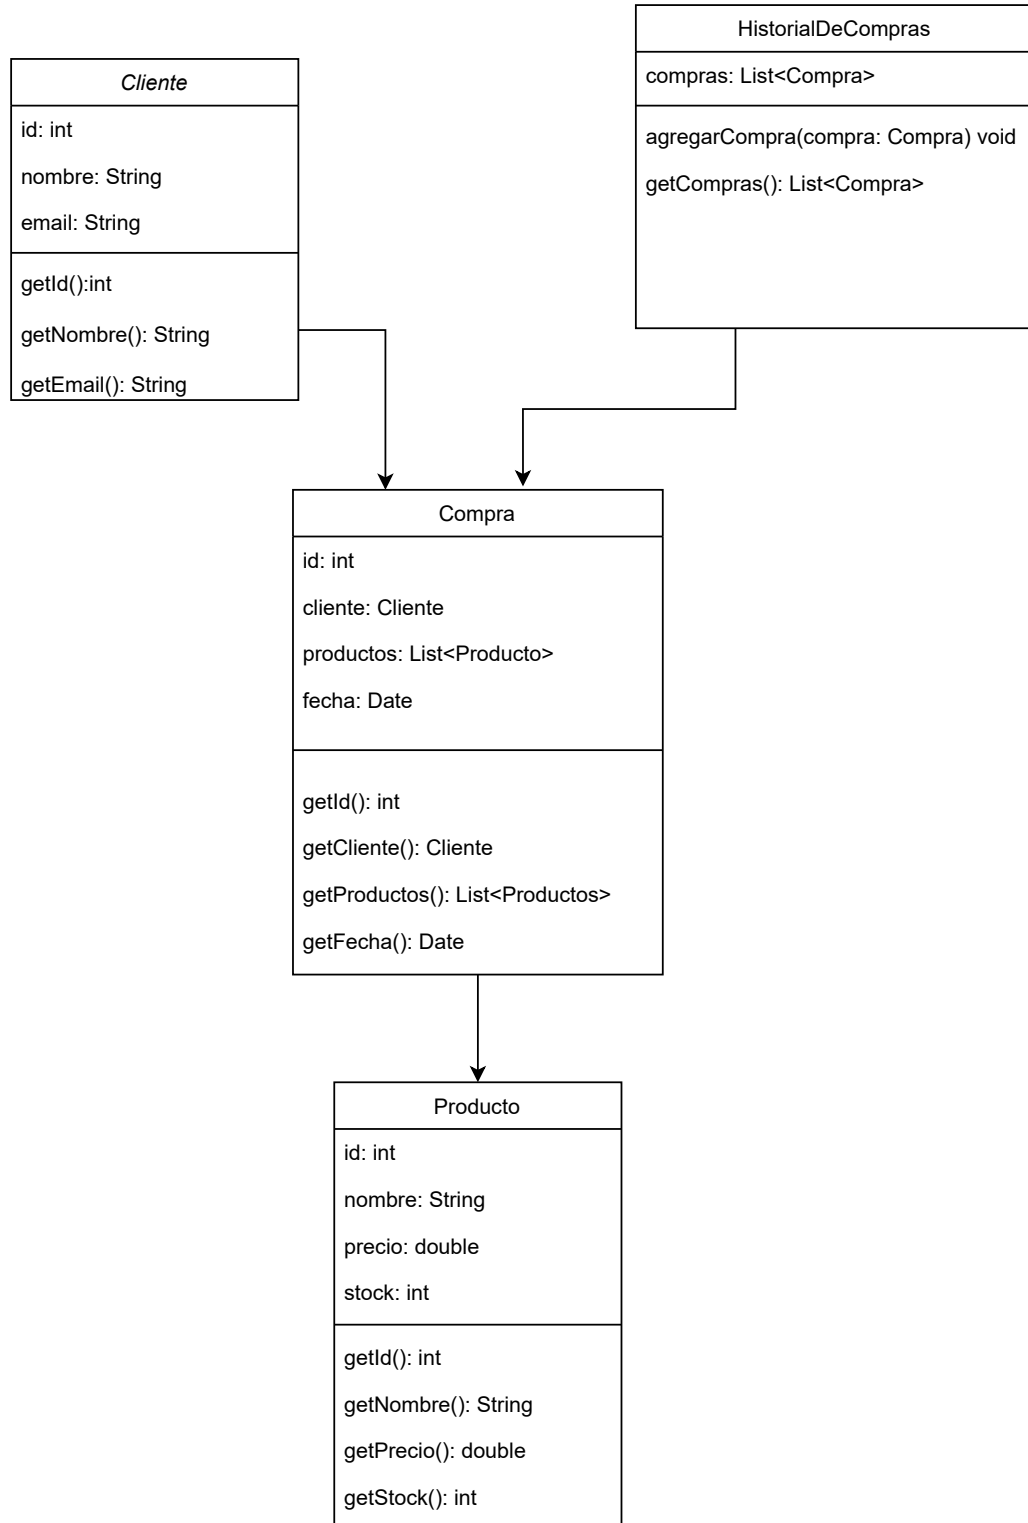 HistorialDeCompras
compras: List<Compra>
agregarCompra(compra: Compra) void
getCompras(): List<Compra>
Cliente
id: int
nombre: String
email: String
getId():int
getNombre(): String
getEmail(): String
Compra
id: int
cliente: Cliente
productos: List<Producto>
fecha: Date
getId(): int
getCliente(): Cliente
getProductos(): List<Productos>
getFecha(): Date
Producto
id: int
nombre: String
precio: double
stock: int
getId(): int
getNombre(): String
getPrecio(): double
getStock(): int